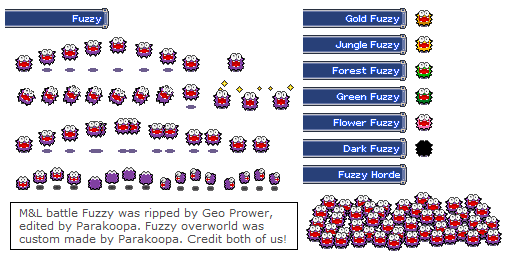 Fuzzy
Gold Fuzzy
Jungle Fuzzy
Forest Fuzzy
Green Fuzzy
Flower Fuzzy
Dark Fuzzy
Fuzzy Horde
M&L battle Fuzzy was ripped by Geo Prower,
edited by Parakoopa. Fuzzy overworld was
custom made by Parakoopa. Credit both of us!